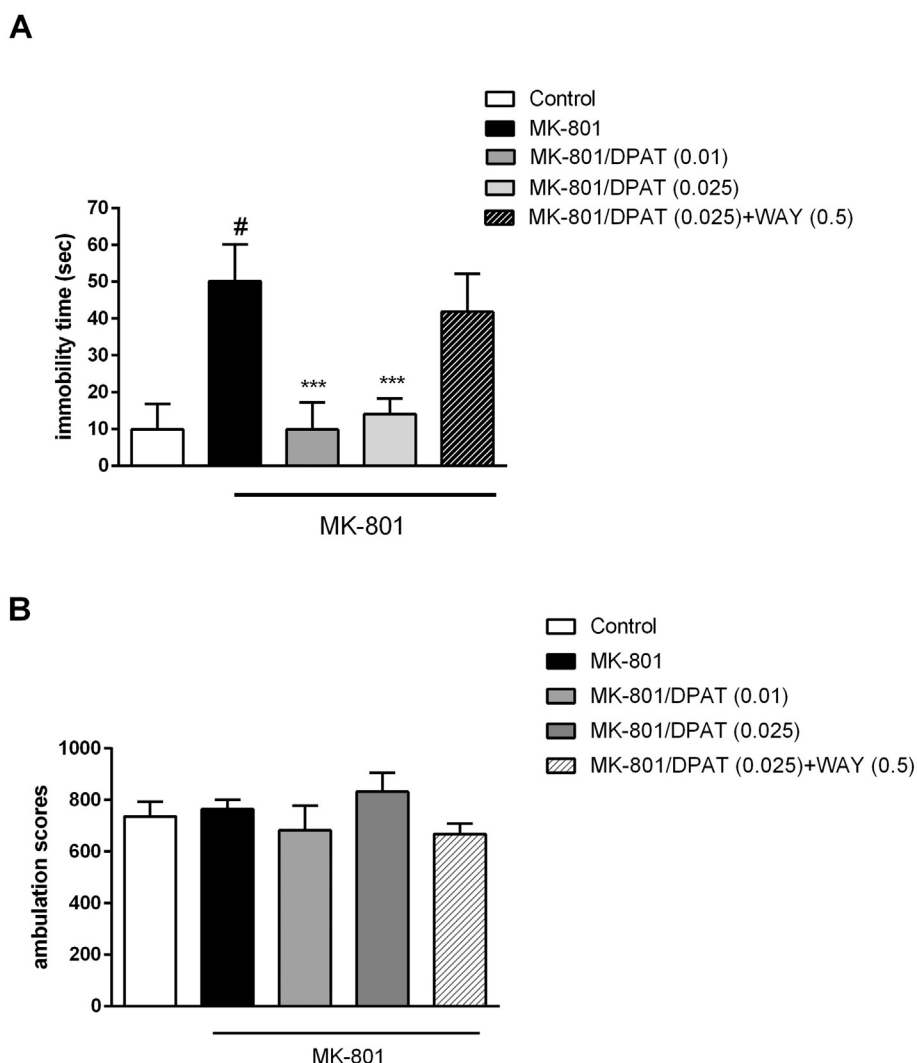 A
Control
MK-801
MK-801/DPAT (0.01)
MK-801/DPAT (0.025)
MK-801/DPAT (0.025)+WAY (0.5)
immobility time (sec)
70
60
50
40
30
20
10
0
#
***
***
MK-801
B
Control
MK-801
MK-801/DPAT (0.01)
MK-801/DPAT (0.025)
MK-801/DPAT (0.025)+WAY (0.5)
ambulation scores
1000
800
600
400
200
0
MK-801